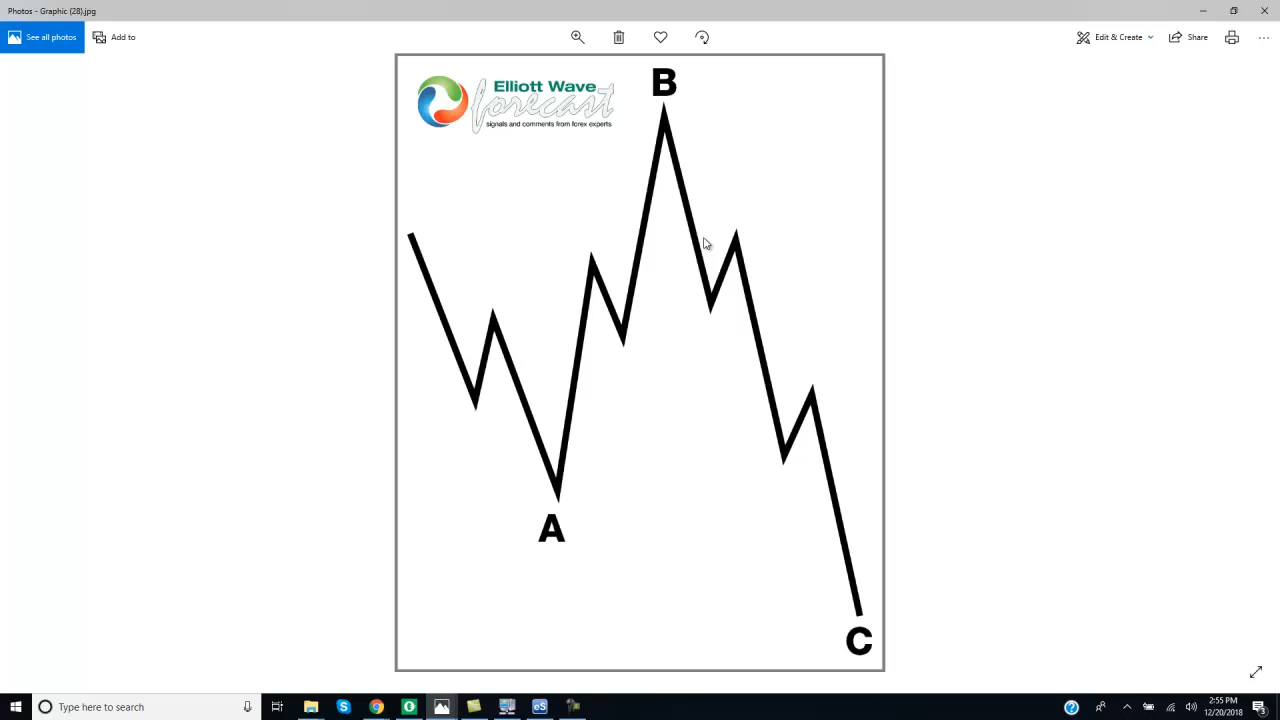 Photos - Graphic (28).jpg
See all photos
Add to
Edit & Create
Share
Elliott Wave
forecast
signals and comments from forex experts
B
A
C
Type here to search
2:55 PM
12/20/2018
3